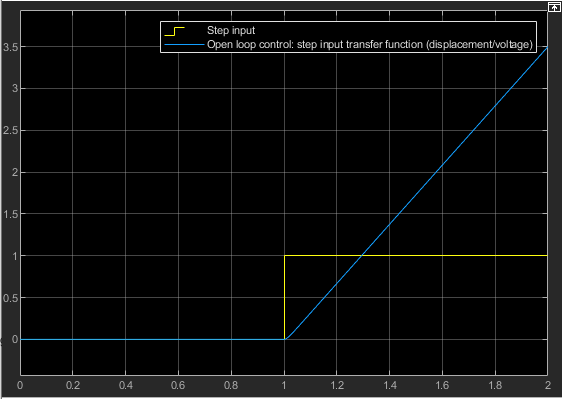 Step input
Open loop control: step input transfer function (displacement/voltage)
3.5
3
2.5
2
1.5
1
0.5
0
0 0.2 0.4 0.6 0.8 1 1.2 1.4 1.6 1.8 2